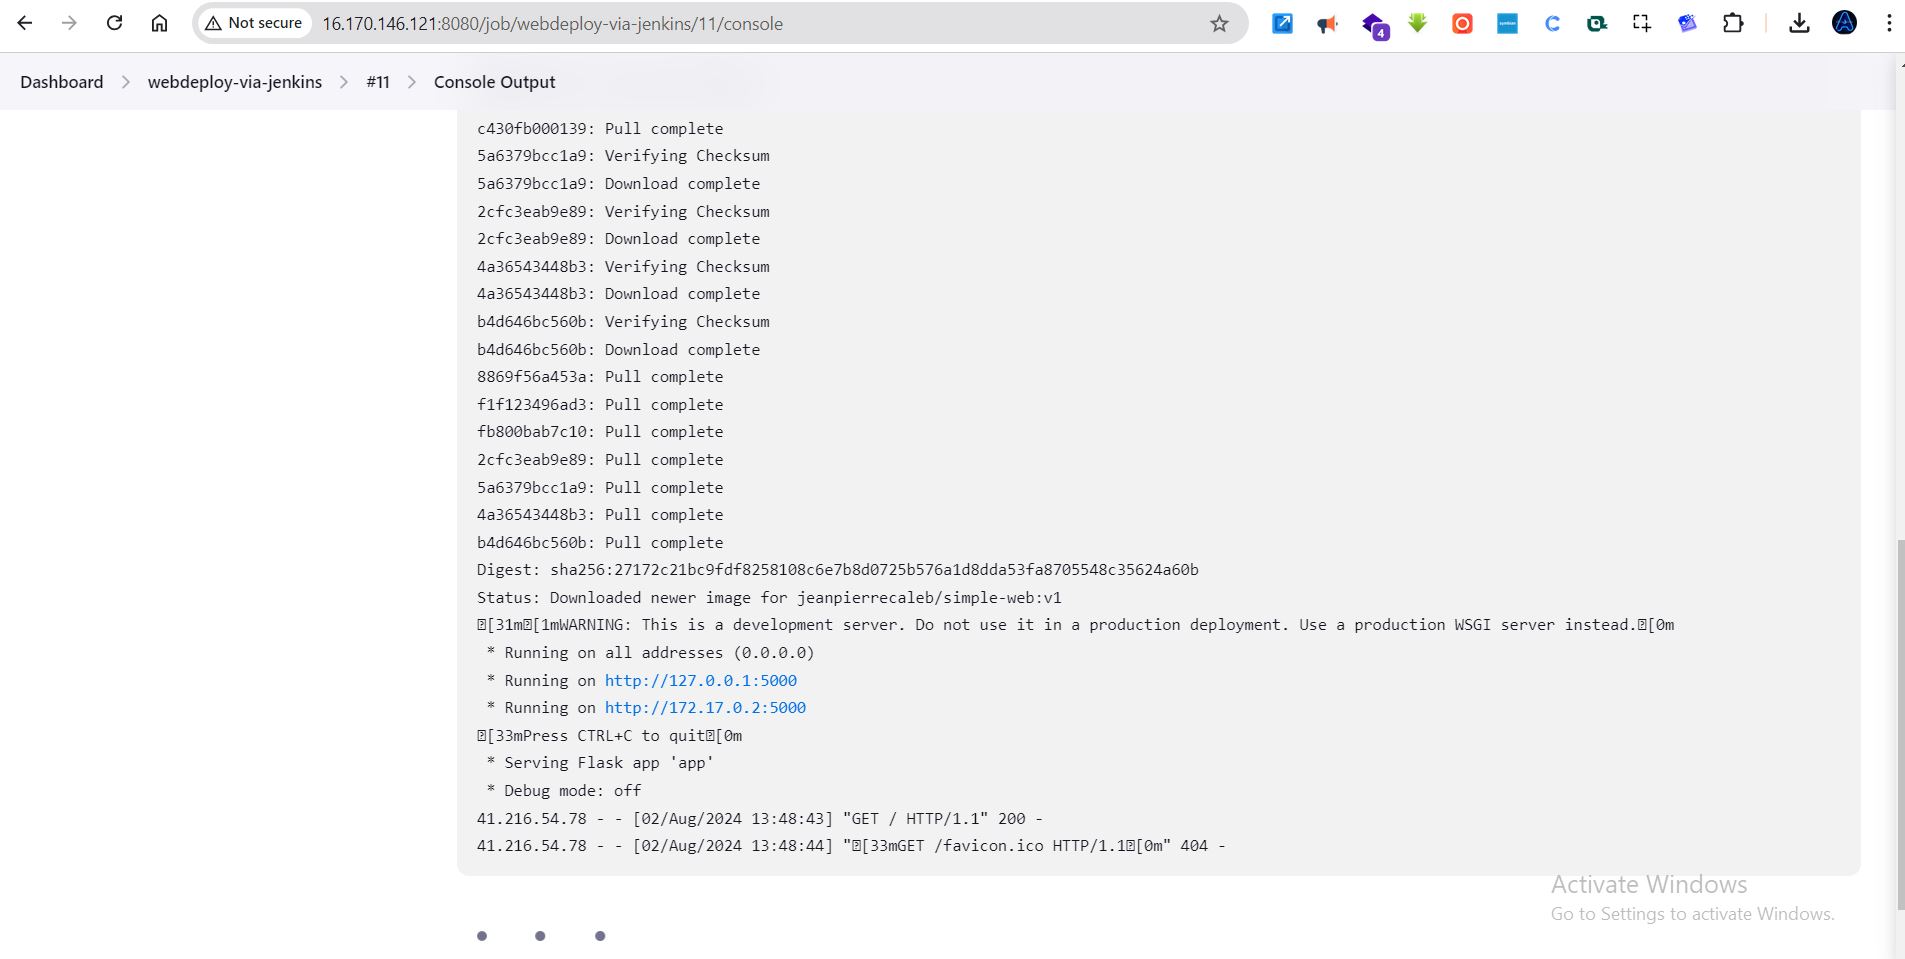 Not secure 16.170.146.121:8080/job/webdeploy-via-jenkins/11/console
4
Dashboard > webdeploy-via-jenkins > #11 > Console Output
c430fb000139: Pull complete
5a6379bcc1a9: Verifying Checksum
5a6379bcc1a9: Download complete
2cfc3eab9e89: Verifying Checksum
2cfc3eab9e89: Download complete
4a36543448b3: Verifying Checksum
4a36543448b3: Download complete
b4d646bc560b: Verifying Checksum
b4d646bc560b: Download complete
8869f56a453a: Pull complete
f1f123496ad3: Pull complete
fb800bab7c10: Pull complete
2cfc3eab9e89: Pull complete
5a6379bcc1a9: Pull complete
4a36543448b3: Pull complete
b4d646bc560b: Pull complete
Digest: sha256:27172c21bc9fdf8258108c6e7b8d0725b576a1d8dda53fa8705548c35624a60b
Status: Downloaded newer image for jeanpierrecaleb/simple-web:v1
[31m[1mWARNING: This is a development server. Do not use it in a production deployment. Use a production WSGI server instead.[0m
* Running on all addresses (0.0.0.0)
* Running on http://127.0.0.1:5000
* Running on http://172.17.0.2:5000
[33mPress CTRL+C to quit[0m
* Serving Flask app 'app'
* Debug mode: off
41.216.54.78 - - [02/Aug/2024 13:48:43] "GET / HTTP/1.1" 200 -
41.216.54.78 - - [02/Aug/2024 13:48:44] "[33mGET /favicon.ico HTTP/1.1[0m" 404 -
Activate Windows
Go to Settings to activate Windows.